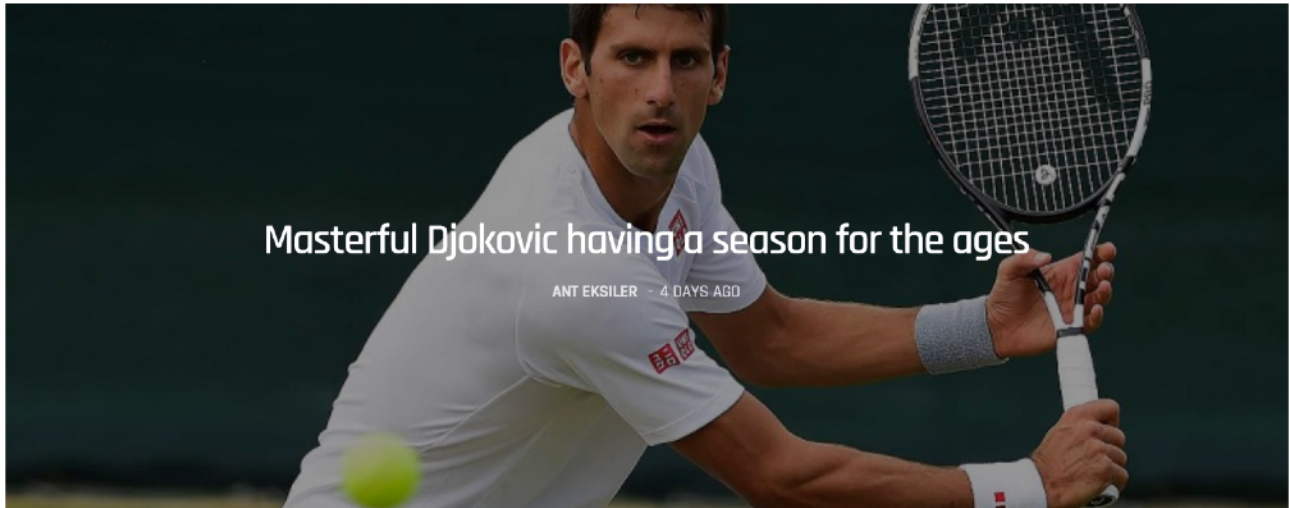 Masterful Djokovic having a season for the ages
ANT EKSILER - 4 DAYS AGO